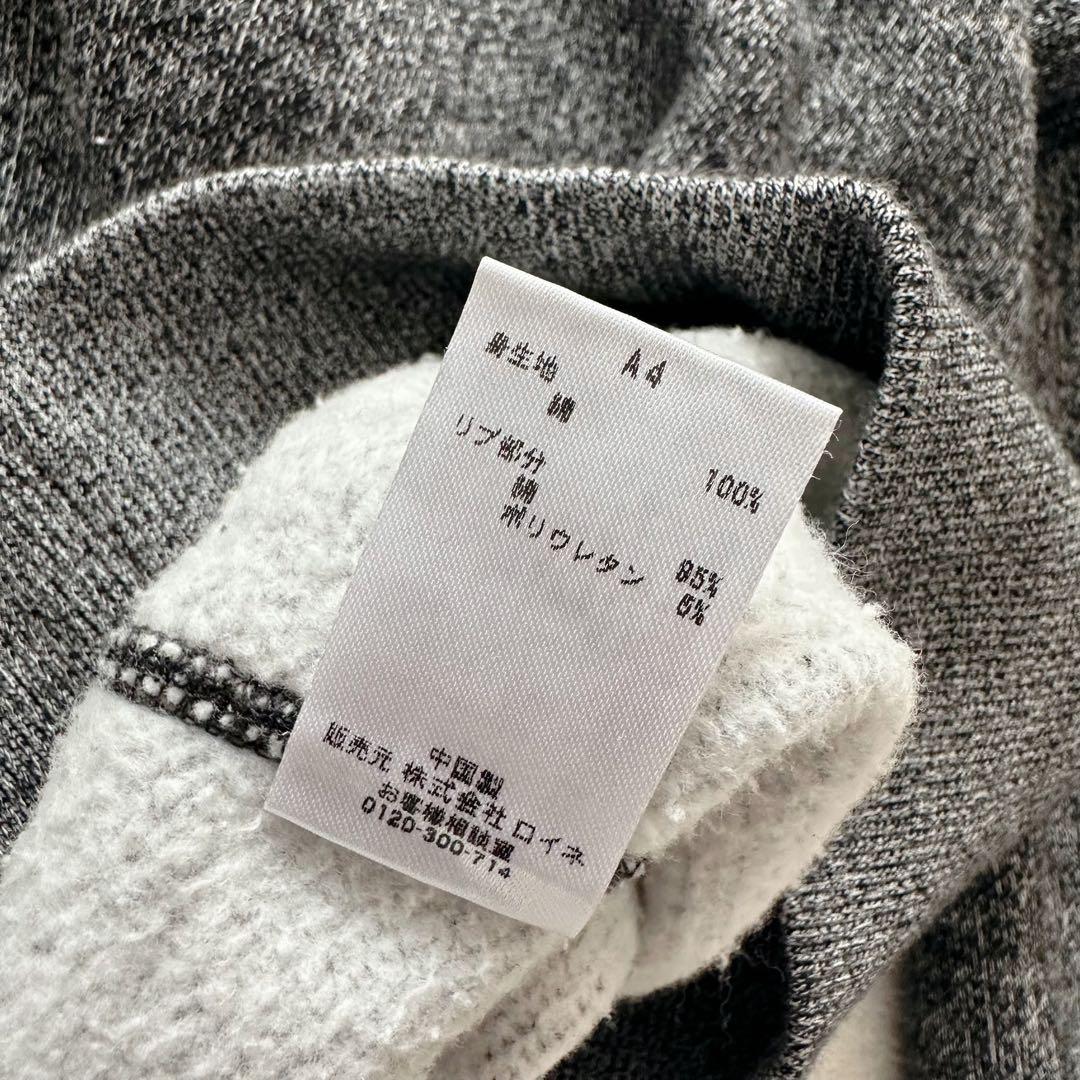 A4
身生地
綿 100%
リブ部分
綿 95%
ポリウレタン 5%
中国製
販売元 株式会社ロイネ
お客様相談室
0120-300-714